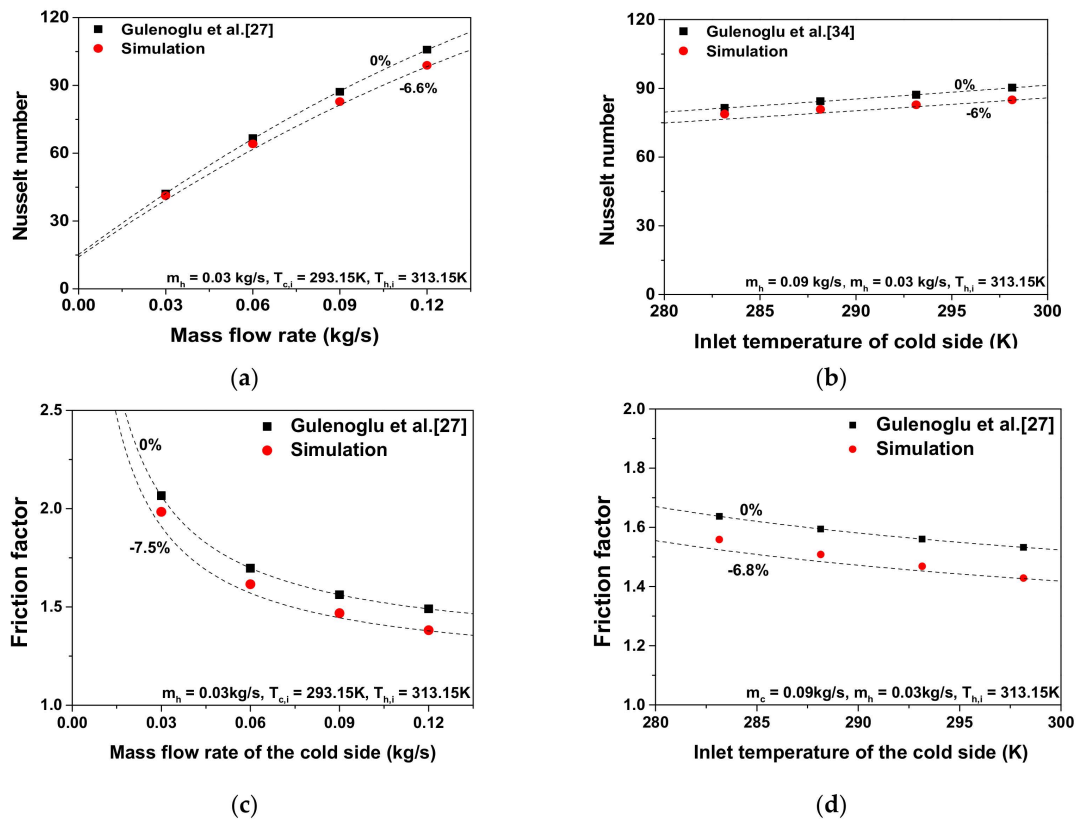 120
90
60
30
0
Nusselt number
Gulenoglu et al.[27]
Simulation
0%
-6.6%
m_h = 0.03 kg/s, T_c,i = 293.15K, T_h,i = 313.15K
0.00 0.03 0.06 0.09 0.12
Mass flow rate (kg/s)
(a)
120
90
60
30
0
Nusselt number
Gulenoglu et al.[34]
Simulation
0%
-6%
m_h = 0.09 kg/s, m_h = 0.03 kg/s, T_h,i = 313.15K
280 285 290 295 300
Inlet temperature of cold side (K)
(b)
2.5
2.0
1.5
1.0
Friction factor
Gulenoglu et al.[27]
Simulation
0%
-7.5%
m_h = 0.03kg/s, T_c,i = 293.15K, T_h,i = 313.15K
0.00 0.03 0.06 0.09 0.12
Mass flow rate of the cold side (kg/s)
(c)
2.0
1.8
1.6
1.4
1.2
1.0
Friction factor
Gulenoglu et al.[27]
Simulation
0%
-6.8%
m_c = 0.09kg/s, m_h = 0.03kg/s, T_h,i = 313.15K
280 285 290 295 300
Inlet temperature of the cold side (K)
(d)